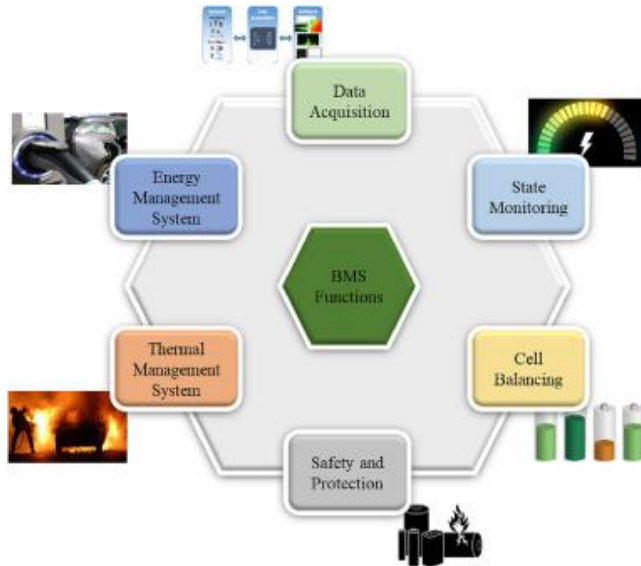 Data
Acquisition
State
Monitoring
Cell
Balancing
Safety and
Protection
Thermal
Management
System
Energy
Management
System
BMS
Functions